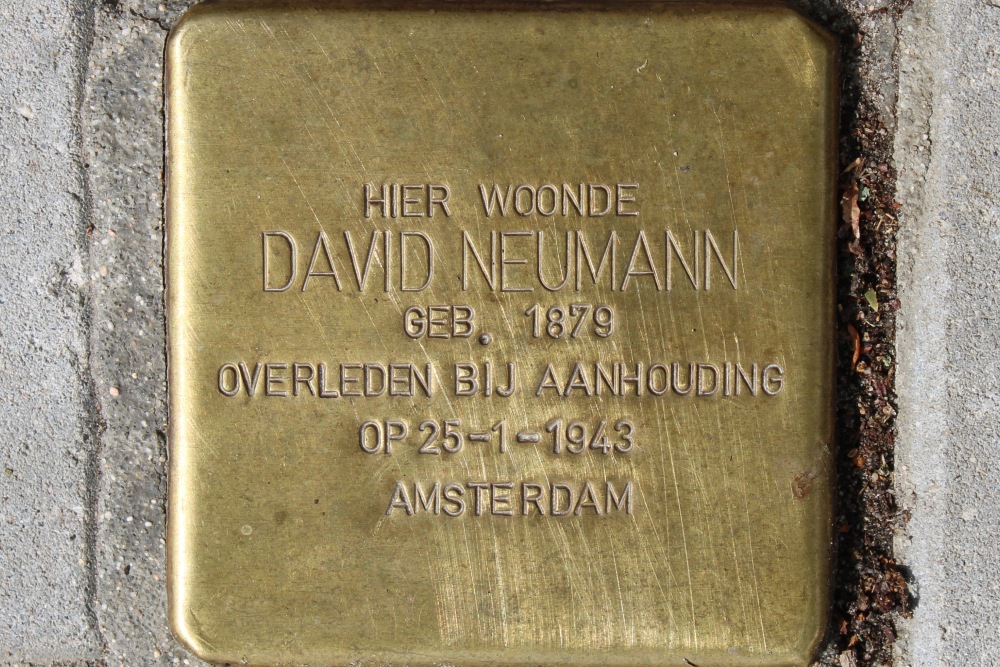 HIER WOONDE
DAVID NEUMANN
GEB. 1879
OVERLEDEN BIJ AANHOUDING
OP 25-1-1943
AMSTERDAM